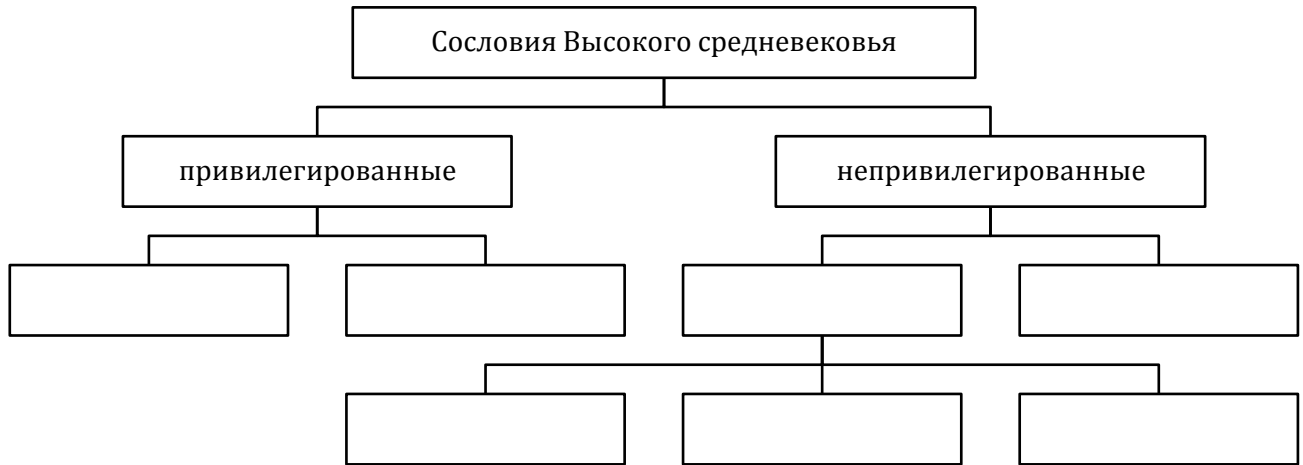 Сословия Высокого средневековья
привилегированные
непривилегированные